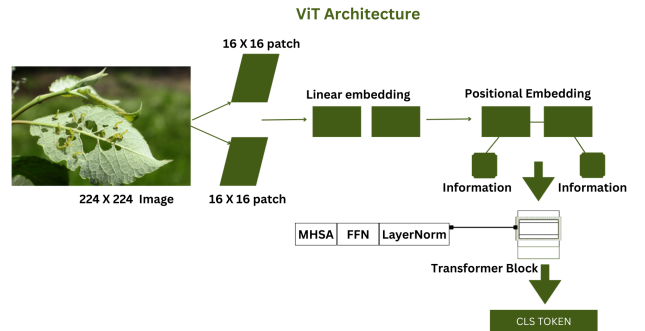 ViT Architecture
16 X 16 patch
Linear embedding
Positional Embedding
224 X 224 Image
16 X 16 patch
Information
Information
MHSA
FFN
LayerNorm
Transformer Block
CLS TOKEN